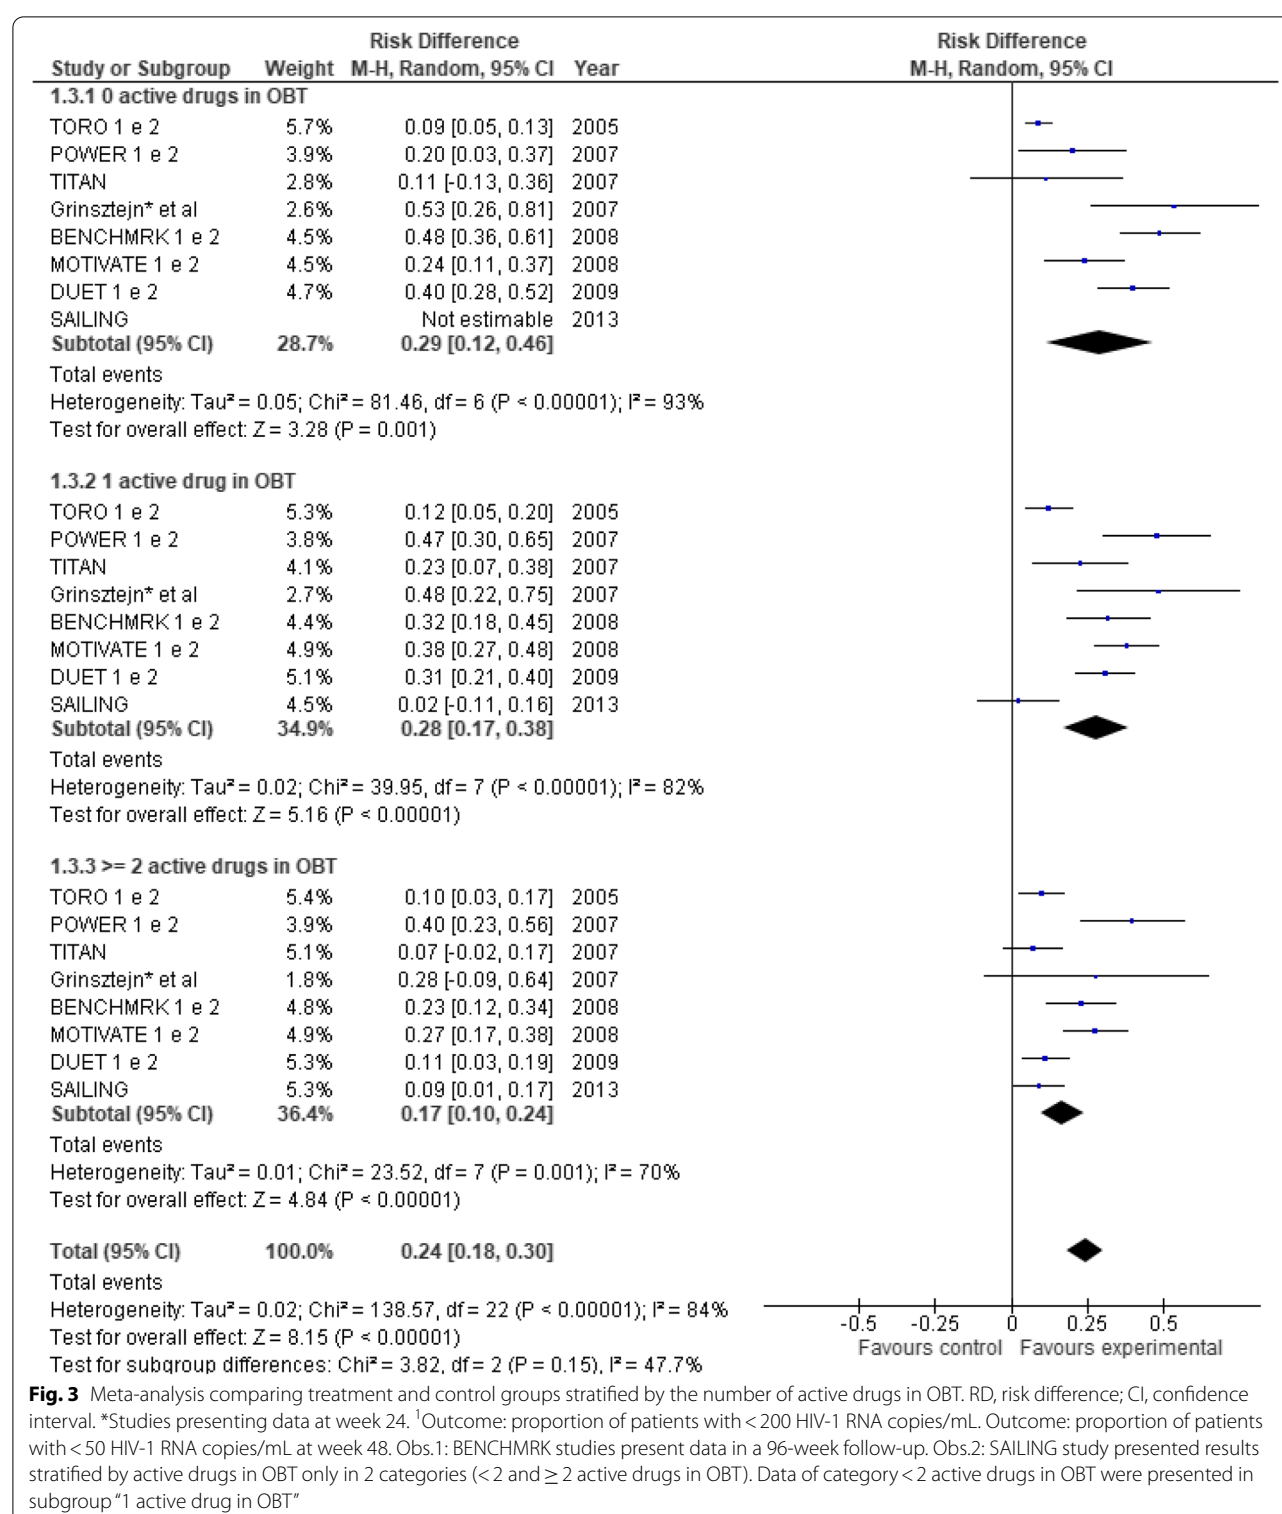 Risk Difference Risk Difference
Study or Subgroup Weight M-H, Random, 95% CI Year M-H, Random, 95% CI
1.3.1 0 active drugs in OBT
TORO 1 e 2 5.7% 0.09 [0.05, 0.13] 2005
POWER 1 e 2 3.9% 0.20 [0.03, 0.37] 2007
TITAN 2.8% 0.11 [-0.13, 0.36] 2007
Grinsztejn* et al 2.6% 0.53 [0.26, 0.81] 2007
BENCHMRK 1 e 2 4.5% 0.48 [0.36, 0.61] 2008
MOTIVATE 1 e 2 4.5% 0.24 [0.11, 0.37] 2008
DUET 1 e 2 4.7% 0.40 [0.28, 0.52] 2009
SAILING Not estimable 2013
Subtotal (95% CI) 28.7% 0.29 [0.12, 0.46]
Total events
Heterogeneity: Tau² = 0.05; Chi² = 81.46, df = 6 (P < 0.00001); I² = 93%
Test for overall effect: Z = 3.28 (P = 0.001)
1.3.2 1 active drug in OBT
TORO 1 e 2 5.3% 0.12 [0.05, 0.20] 2005
POWER 1 e 2 3.8% 0.47 [0.30, 0.65] 2007
TITAN 4.1% 0.23 [0.07, 0.38] 2007
Grinsztejn* et al 2.7% 0.48 [0.22, 0.75] 2007
BENCHMRK 1 e 2 4.4% 0.32 [0.18, 0.45] 2008
MOTIVATE 1 e 2 4.9% 0.38 [0.27, 0.48] 2008
DUET 1 e 2 5.1% 0.31 [0.21, 0.40] 2009
SAILING 4.5% 0.02 [-0.11, 0.16] 2013
Subtotal (95% CI) 34.9% 0.28 [0.17, 0.38]
Total events
Heterogeneity: Tau² = 0.02; Chi² = 39.95, df = 7 (P < 0.00001); I² = 82%
Test for overall effect: Z = 5.16 (P < 0.00001)
1.3.3 >= 2 active drugs in OBT
TORO 1 e 2 5.4% 0.10 [0.03, 0.17] 2005
POWER 1 e 2 3.9% 0.40 [0.23, 0.56] 2007
TITAN 5.1% 0.07 [-0.02, 0.17] 2007
Grinsztejn* et al 1.8% 0.28 [-0.09, 0.64] 2007
BENCHMRK 1 e 2 4.8% 0.23 [0.12, 0.34] 2008
MOTIVATE 1 e 2 4.9% 0.27 [0.17, 0.38] 2008
DUET 1 e 2 5.3% 0.11 [0.03, 0.19] 2009
SAILING 5.3% 0.09 [0.01, 0.17] 2013
Subtotal (95% CI) 36.4% 0.17 [0.10, 0.24]
Total events
Heterogeneity: Tau² = 0.01; Chi² = 23.52, df = 7 (P = 0.001); I² = 70%
Test for overall effect: Z = 4.84 (P < 0.00001)
Total (95% CI) 100.0% 0.24 [0.18, 0.30]
Total events
Heterogeneity: Tau² = 0.02; Chi² = 138.57, df = 22 (P < 0.00001); I² = 84%
Test for overall effect: Z = 8.15 (P < 0.00001)
Test for subgroup differences: Chi² = 3.82, df = 2 (P = 0.15), I² = 47.7%
-0.5 -0.25 0 0.25 0.5
Favours control Favours experimental
Fig. 3 Meta-analysis comparing treatment and control groups stratified by the number of active drugs in OBT. RD, risk difference; CI, confidence
interval. *Studies presenting data at week 24. ¹Outcome: proportion of patients with < 200 HIV-1 RNA copies/mL. Outcome: proportion of patients
with < 50 HIV-1 RNA copies/mL at week 48. Obs.1: BENCHMRK studies present data in a 96-week follow-up. Obs.2: SAILING study presented results
stratified by active drugs in OBT only in 2 categories (< 2 and ≥ 2 active drugs in OBT). Data of category < 2 active drugs in OBT were presented in
subgroup “1 active drug in OBT”